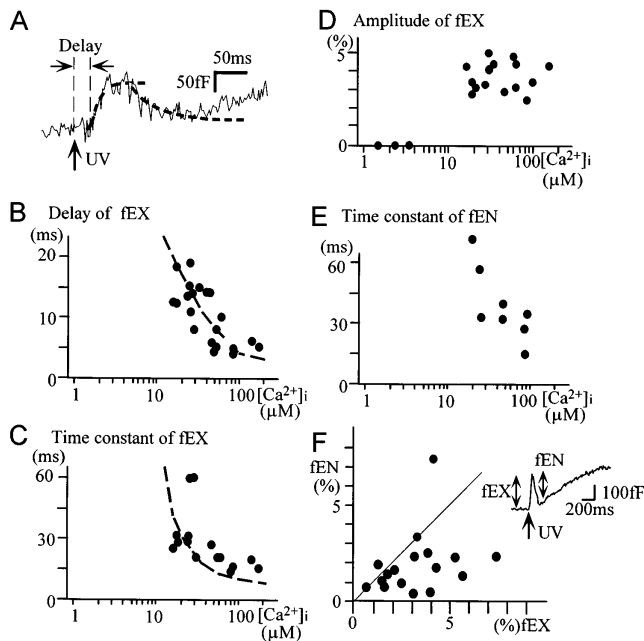 A
Delay
50ms
50fF
UV
B Delay of fEX
(ms)
20
10
0
1 10 100 [Ca2+]i
(μM)
C Time constant of fEX
(ms)
60
30
0
1 10 100 [Ca2+]i
(μM)
D Amplitude of fEX
(%)
5
0
1 10 100 [Ca2+]i
(μM)
E Time constant of fEN
(ms)
60
30
0
1 10 100 [Ca2+]i
(μM)
F
fEN
(%)
5
0
0 5 (%)fEX
fEN
fEX
100fF
200ms
UV